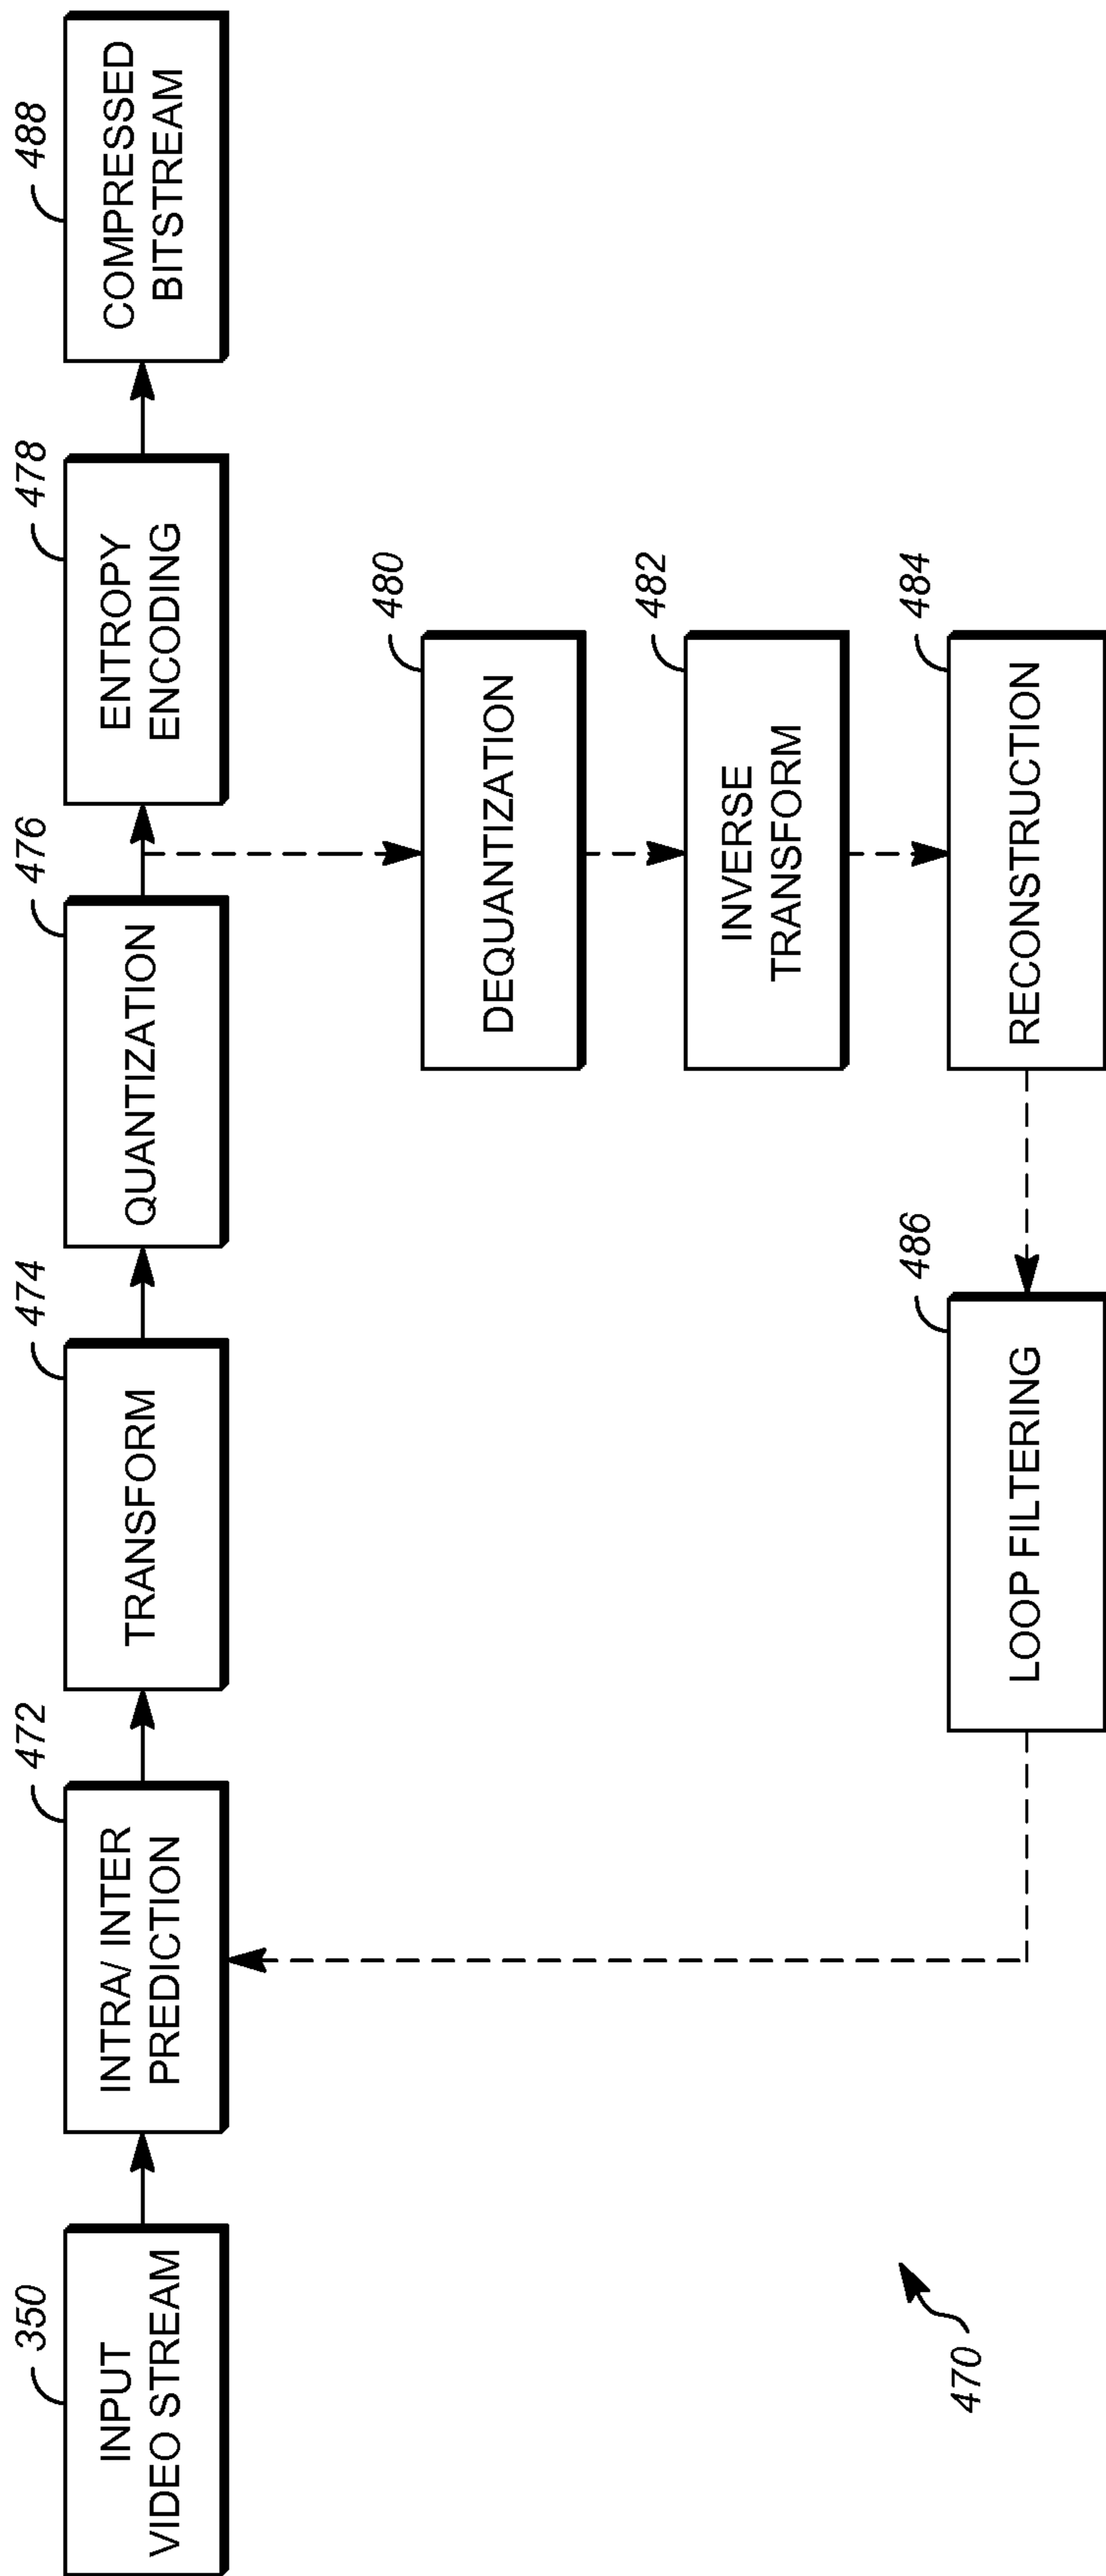 350
INPUT
VIDEO STREAM
472
INTRA/ INTER
PREDICTION
474
TRANSFORM
476
QUANTIZATION
478
ENTROPY
ENCODING
488
COMPRESSED
BITSTREAM
480
DEQUANTIZATION
482
INVERSE
TRANSFORM
484
RECONSTRUCTION
486
LOOP FILTERING
470